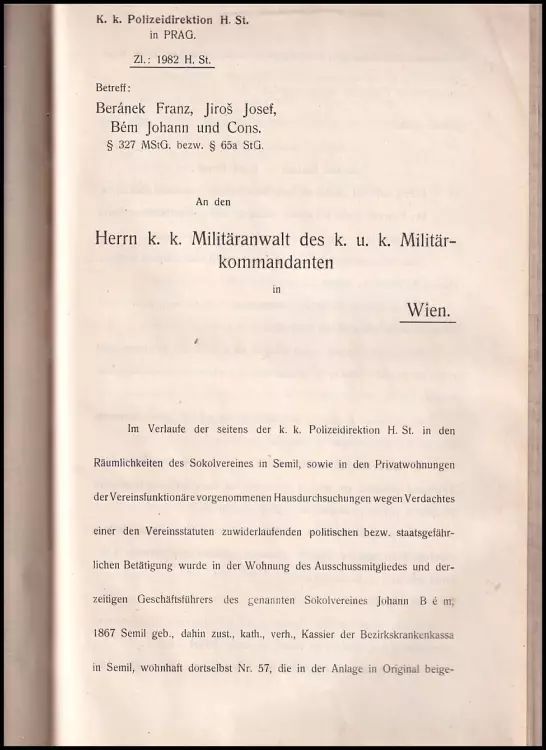 K. k. Polizeidirektion H. St.
in PRAG.
Zl.: 1982 H. St.
Betreff:
Beránek Franz, Jiroš Josef,
Bém Johann und Cons.
§ 327 MStG. bezw. § 65a StG.
An den
Herrn k. k. Militäranwalt des k. u. k. Militär-
kommandanten
in
Wien.
Im Verlaufe der seitens der k. k. Polizeidirektion H. St. in den
Räumlichkeiten des Sokolvereines in Semil, sowie in den Privatwohnungen
der Vereinsfunktionäre vorgenommenen Hausdurchsuchungen wegen Verdachtes
einer den Vereinsstatuten zuwiderlaufenden politischen bezw. staatsgefähr-
lichen Betätigung wurde in der Wohnung des Ausschussmitgliedes und der-
zeitigen Geschäftsführers des genannten Sokolvereines Johann B é m,
1867 Semil geb., dahin zust., kath., verh., Kassier der Bezirkskrankenkassa
in Semil, wohnhaft dortselbst Nr. 57, die in der Anlage in Original beige-